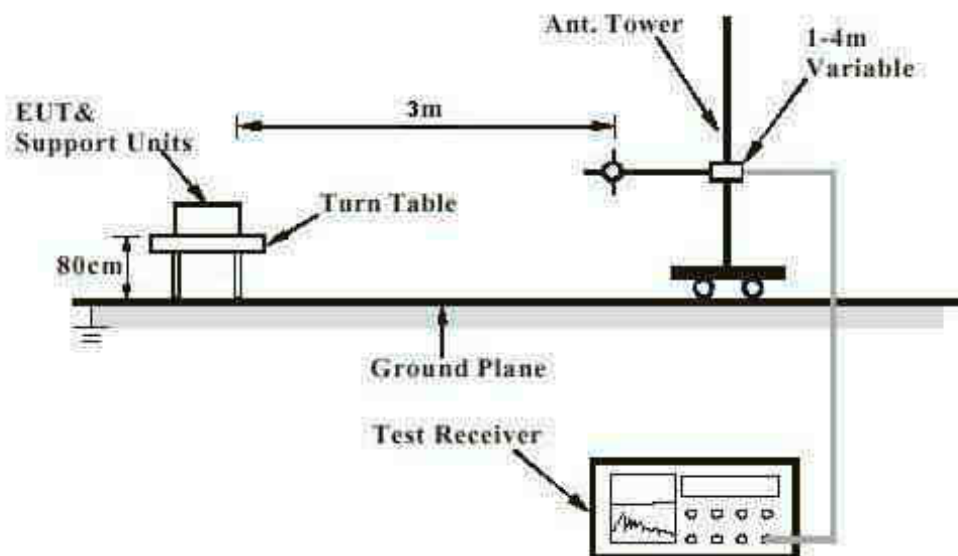 Ant. Tower
1-4m
Variable
3m
EUT&
Support Units
Turn Table
80cm
Ground Plane
Test Receiver